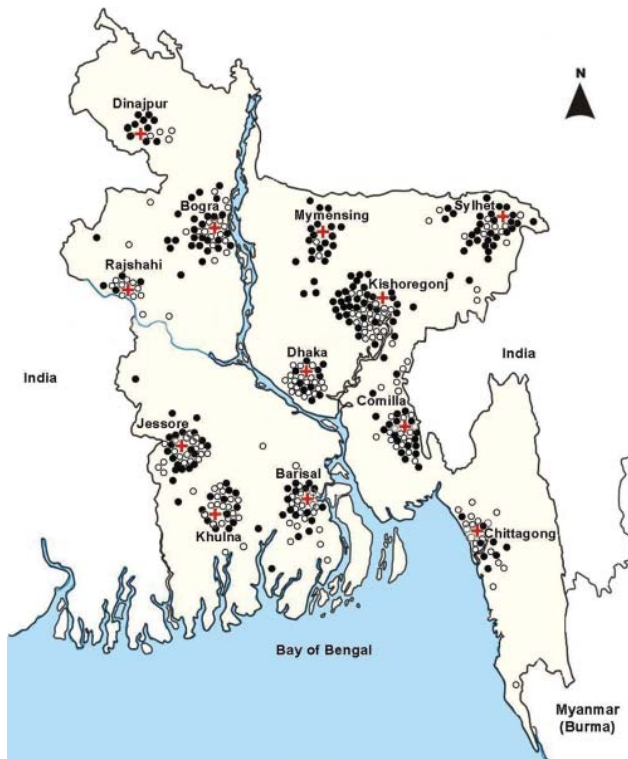 N
Dinajpur
Bogra
Mymensing
Sylhet
Rajshahi
Kishoregonj
Dhaka
India
India
Comilla
Jessore
Barisal
Khulna
Chittagong
Bay of Bengal
Myanmar
(Burma)